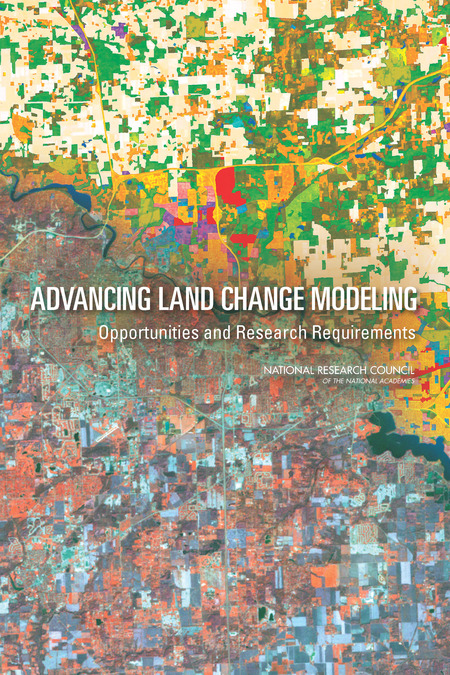 ADVANCING LAND CHANGE MODELING
Opportunities and Research Requirements
NATIONAL RESEARCH COUNCIL
OF THE NATIONAL ACADEMIES